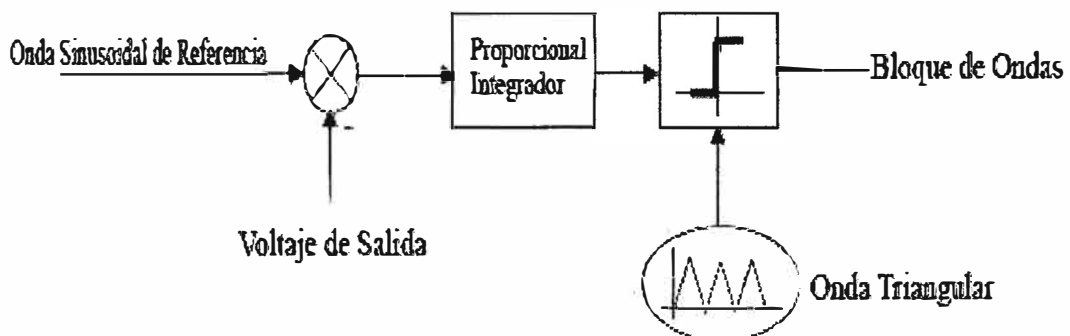 Onda Sinusoidal de Referencia
Proporcional
Integrador
Bloque de Ondas
-
Voltaje de Salida
Onda Triangular